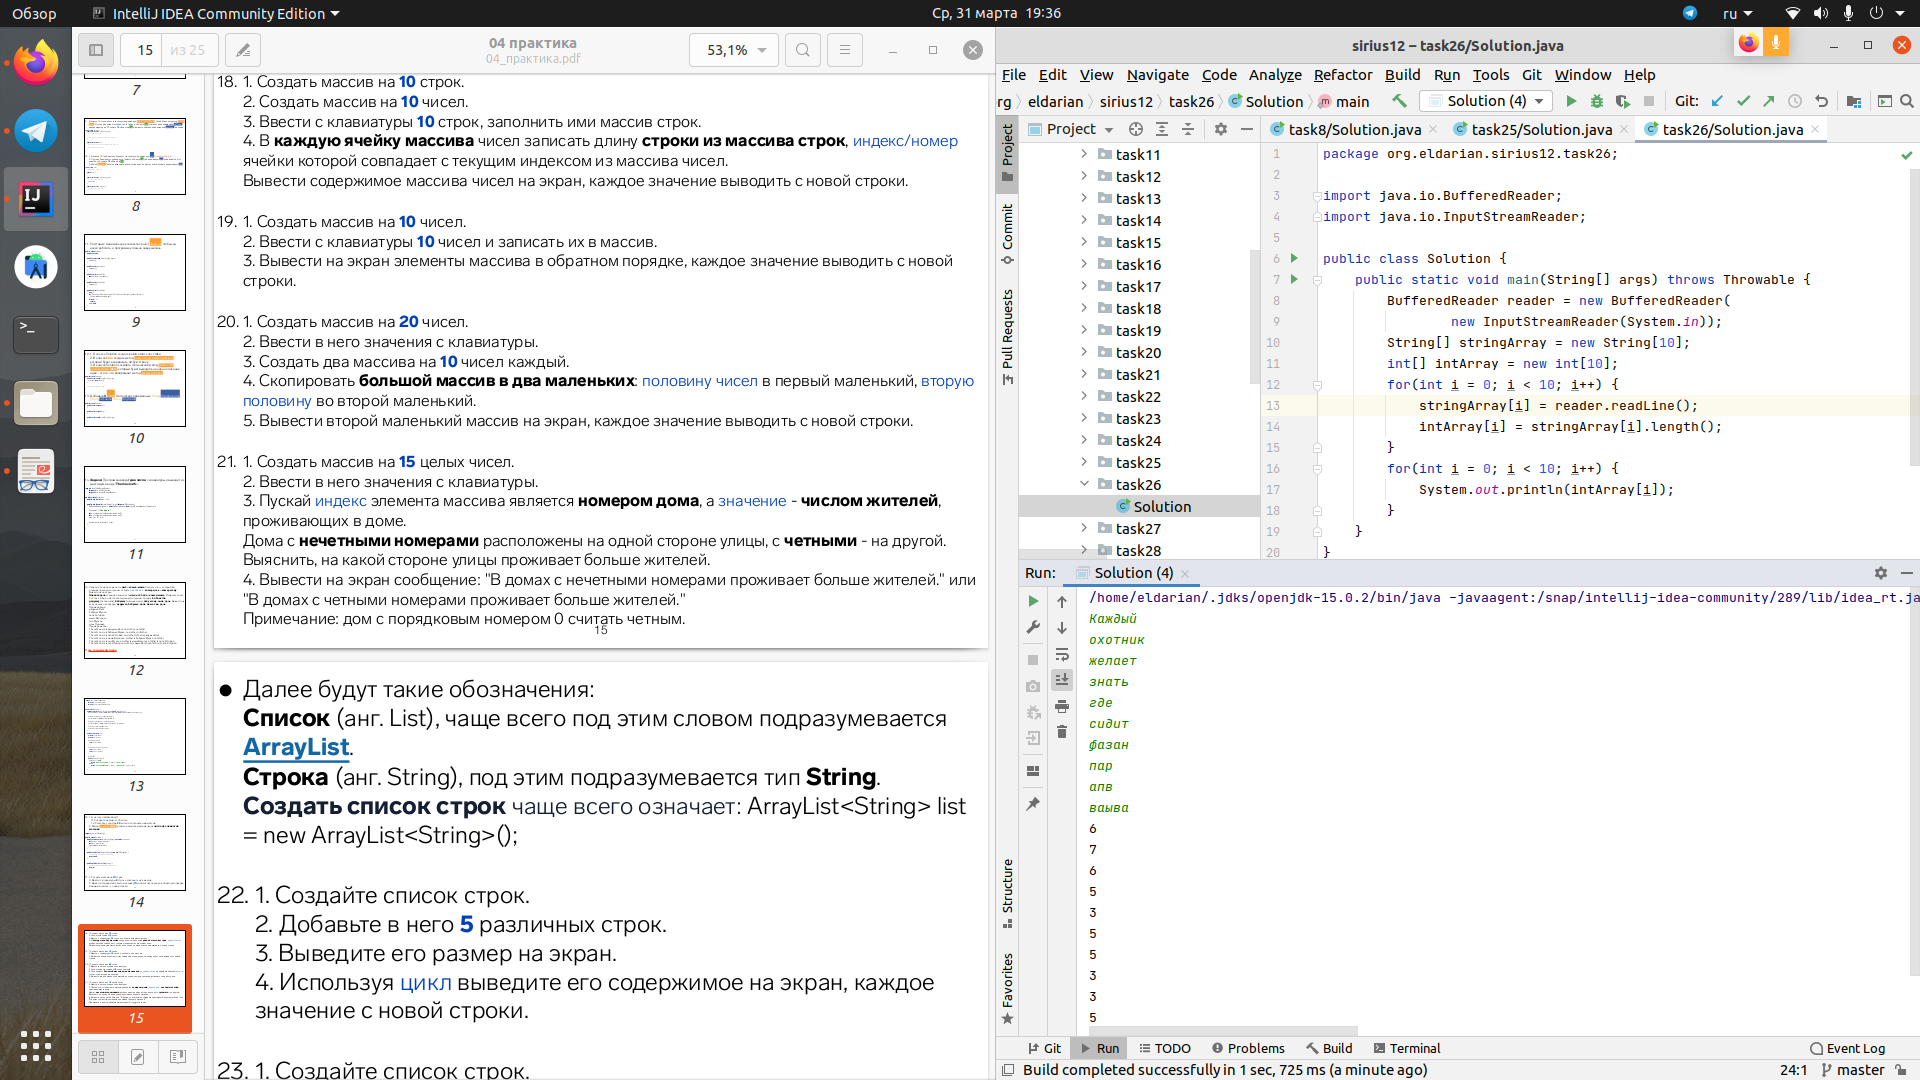 Обзор
IntelliJ IDEA Community Edition
Ср, 31 марта 19:36
ru
15
из 25
04 практика
04_практика.pdf
53,1%
7
8
9
10
11
12
13
14
15
18. 1. Создать массив на 10 строк.
2. Создать массив на 10 чисел.
3. Ввести с клавиатуры 10 строк, заполнить ими массив строк.
4. В каждую ячейку массива чисел записать длину строки из массива строк, индекс/номер
ячейки которой совпадает с текущим индексом из массива чисел.
Вывести содержимое массива чисел на экран, каждое значение выводить с новой строки.
19. 1. Создать массив на 10 чисел.
2. Ввести с клавиатуры 10 чисел и записать их в массив.
3. Вывести на экран элементы массива в обратном порядке, каждое значение выводить с новой
строки.
20. 1. Создать массив на 20 чисел.
2. Ввести в него значения с клавиатуры.
3. Создать два массива на 10 чисел каждый.
4. Скопировать большой массив в два маленьких: половину чисел в первый маленький, вторую
половину во второй маленький.
5. Вывести второй маленький массив на экран, каждое значение выводить с новой строки.
21. 1. Создать массив на 15 целых чисел.
2. Ввести в него значения с клавиатуры.
3. Пускай индекс элемента массива является номером дома, а значение - числом жителей,
проживающих в доме.
Дома с нечетными номерами расположены на одной стороне улицы, с четными - на другой.
Выяснить, на какой стороне улицы проживает больше жителей.
4. Вывести на экран сообщение: "В домах с нечетными номерами проживает больше жителей." или
"В домах с четными номерами проживает больше жителей."
Примечание: дом с порядковым номером 0 считать четным.
15
● Далее будут такие обозначения:
Список (анг. List), чаще всего под этим словом подразумевается
ArrayList.
Строка (анг. String), под этим подразумевается тип String.
Создать список строк чаще всего означает: ArrayList<String> list
= new ArrayList<String>();
22. 1. Создайте список строк.
2. Добавьте в него 5 различных строк.
3. Выведите его размер на экран.
4. Используя цикл выведите его содержимое на экран, каждое
значение с новой строки.
23. 1. Создайте список строк.
sirius12 – task26/Solution.java
File Edit View Navigate Code Analyze Refactor Build Run Tools Git Window Help
rg eldarian sirius12 task26 Solution main
Solution (4)
Git:
Project
Commit
Pull Requests
Structure
Favorites
Project
task11
task12
task13
task14
task15
task16
task17
task18
task19
task20
task21
task22
task23
task24
task25
task26
Solution
task27
task28
task8/Solution.java
task25/Solution.java
task26/Solution.java
1 package org.eldarian.sirius12.task26;
2
3 import java.io.BufferedReader;
4 import java.io.InputStreamReader;
5
6 public class Solution {
7 public static void main(String[] args) throws Throwable {
8 BufferedReader reader = new BufferedReader(
9 new InputStreamReader(System.in));
10 String[] stringArray = new String[10];
11 int[] intArray = new int[10];
12 for(int i = 0; i < 10; i++) {
13 stringArray[i] = reader.readLine();
14 intArray[i] = stringArray[i].length();
15 }
16 for(int i = 0; i < 10; i++) {
17 System.out.println(intArray[i]);
18 }
19 }
20 }
Run:
Solution (4)
/home/eldarian/.jdks/openjdk-15.0.2/bin/java -javaagent:/snap/intellij-idea-community/289/lib/idea_rt.ja
Каждый
охотник
желает
знать
где
сидит
фазан
пар
апв
ваыва
6
7
6
5
3
5
5
3
3
5
Git
Run
TODO
Problems
Build
Terminal
Event Log
Build completed successfully in 1 sec, 725 ms (a minute ago)
24:1
master